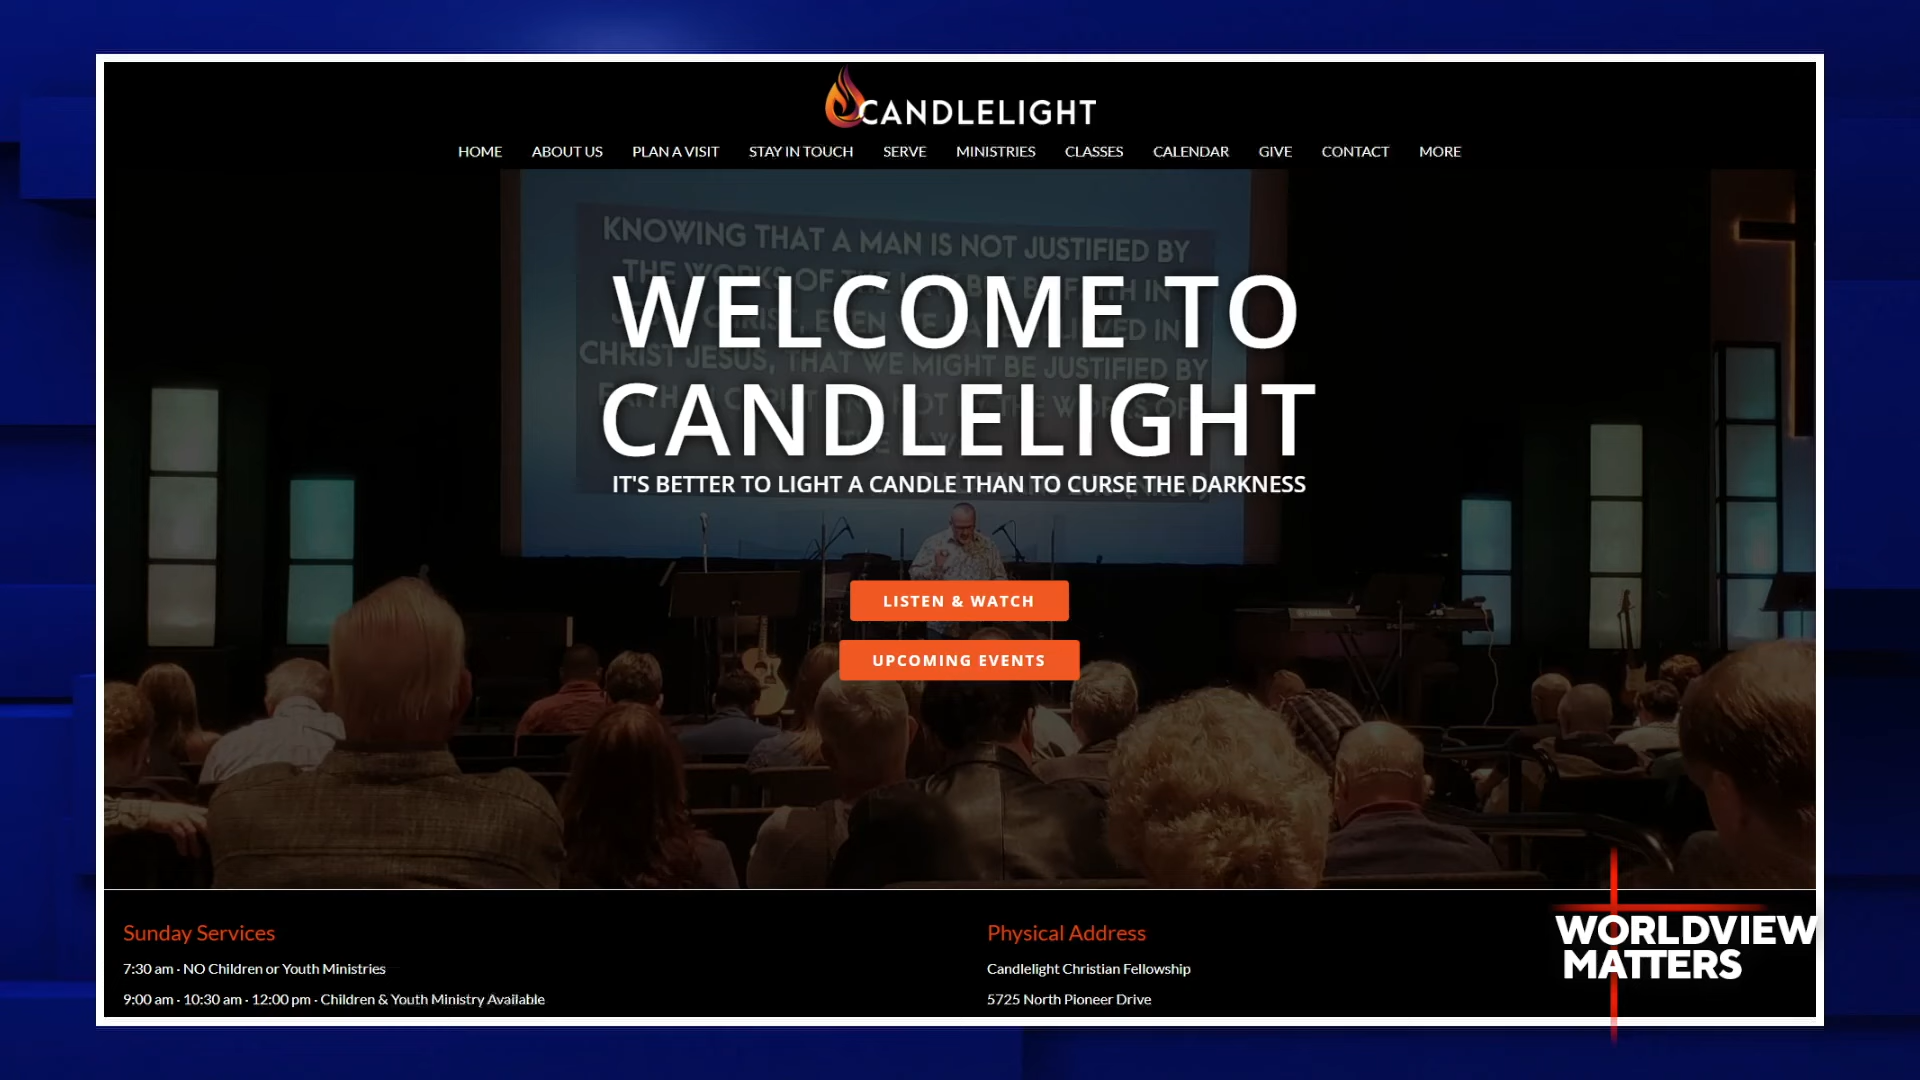 CANDLELIGHT
HOME ABOUT US PLAN A VISIT STAY IN TOUCH SERVE MINISTRIES CLASSES CALENDAR GIVE CONTACT MORE
KNOWING THAT A MAN IS NOT JUSTIFIED BY
THE WORKS OF THE
WELCOME TO
CHRIST JESUS, THAT WE MIGHT BE JUSTIFIED BY
CANDLELIGHT
IT'S BETTER TO LIGHT A CANDLE THAN TO CURSE THE DARKNESS
LISTEN & WATCH
UPCOMING EVENTS
Sunday Services
7:30 am · NO Children or Youth Ministries
9:00 am · 10:30 am · 12:00 pm · Children & Youth Ministry Available
Physical Address
Candlelight Christian Fellowship
5725 North Pioneer Drive
WORLDVIEW
MATTERS